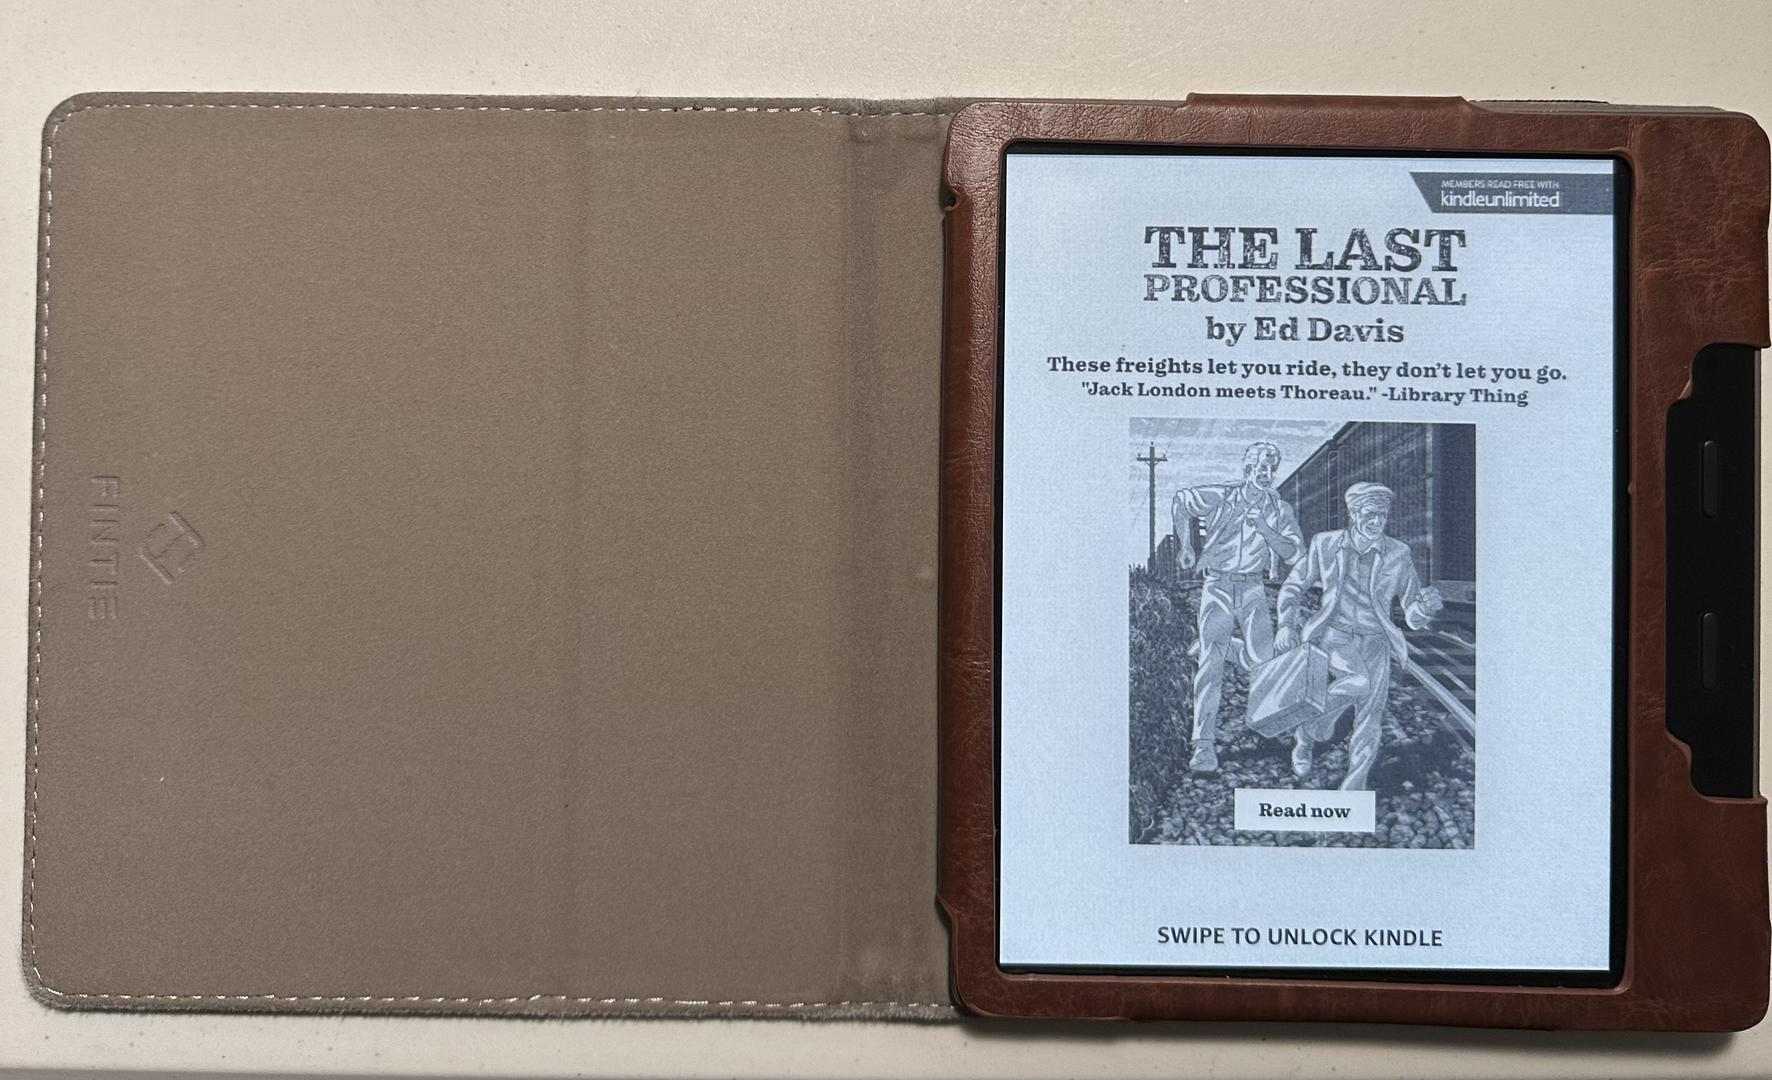 FINTIE
MEMBERS READ FREE WITH
kindleunlimited
THE LAST
PROFESSIONAL
by Ed Davis
These freights let you ride, they don't let you go.
"Jack London meets Thoreau." -Library Thing
Read now
SWIPE TO UNLOCK KINDLE